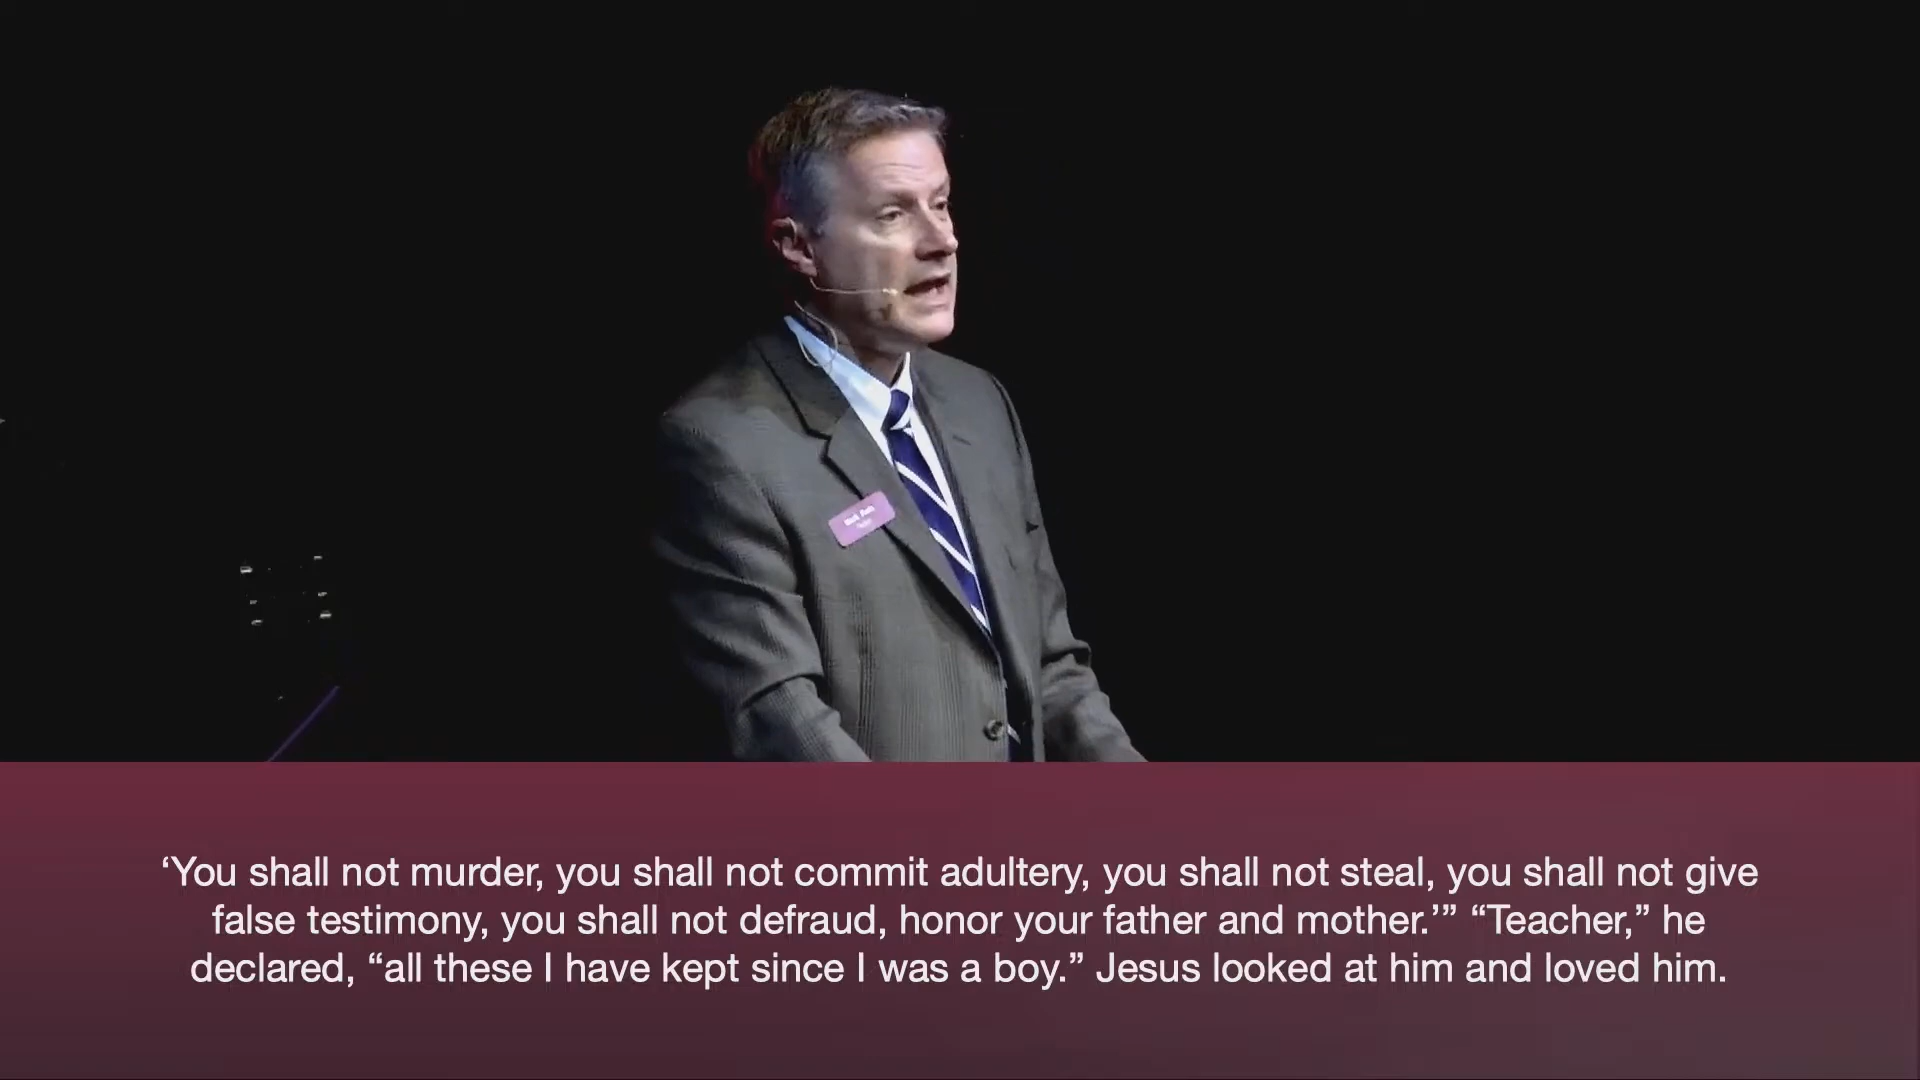 ‘You shall not murder, you shall not commit adultery, you shall not steal, you shall not give
false testimony, you shall not defraud, honor your father and mother.’” “Teacher,” he
declared, “all these I have kept since I was a boy.” Jesus looked at him and loved him.